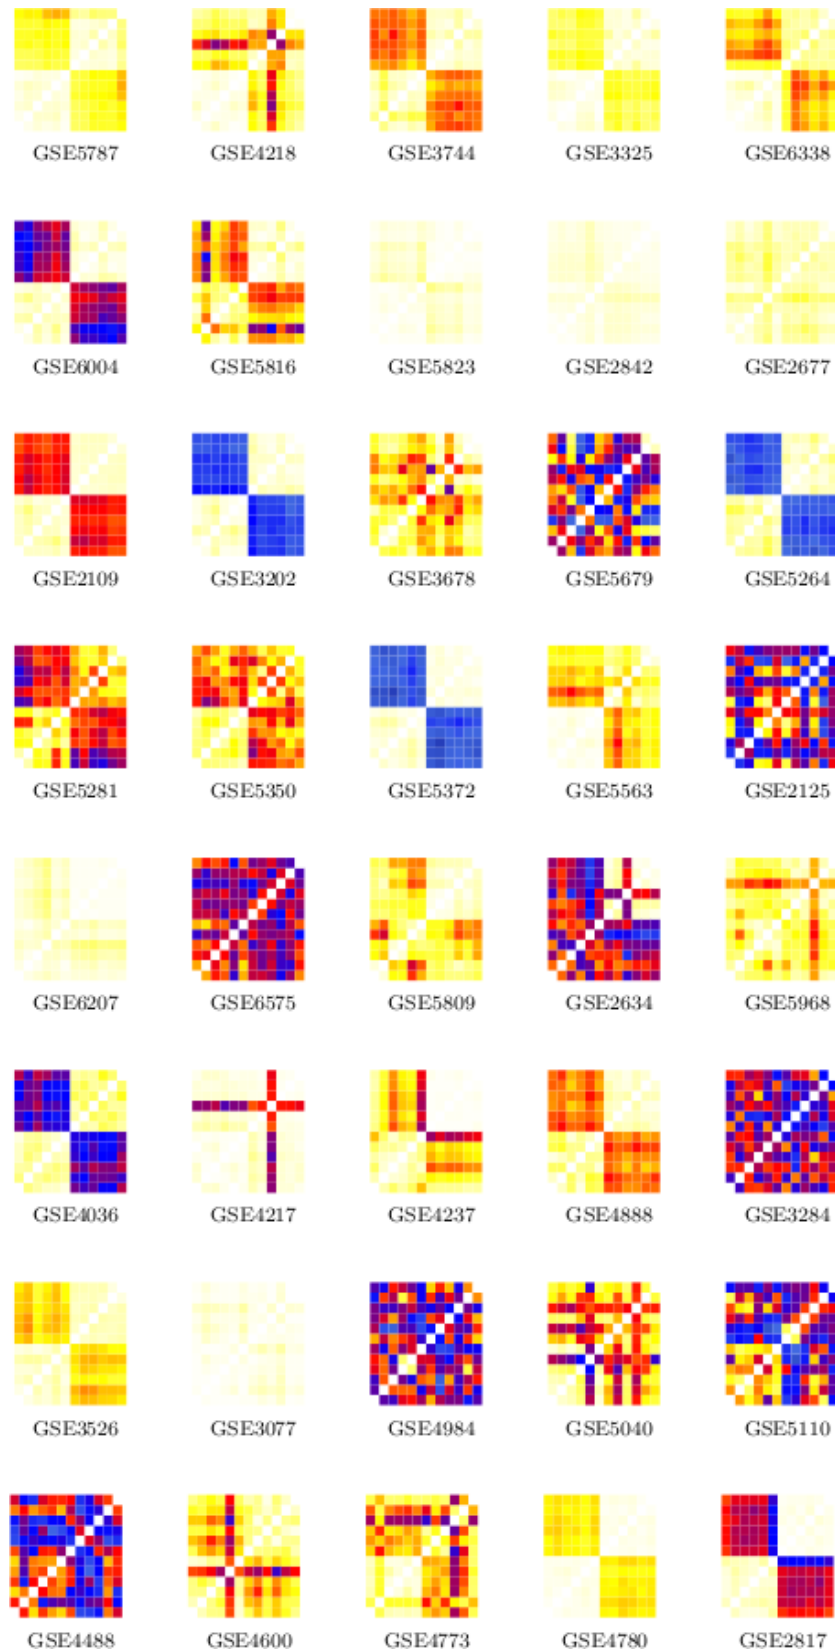 GSE5787 GSE4218 GSE3744 GSE3325 GSE6338
GSE6004 GSE5816 GSE5823 GSE2842 GSE2677
GSE2109 GSE3202 GSE3678 GSE5679 GSE5264
GSE5281 GSE5350 GSE5372 GSE5563 GSE2125
GSE6207 GSE6575 GSE5809 GSE2634 GSE5968
GSE4036 GSE4217 GSE4237 GSE4888 GSE3284
GSE3526 GSE3077 GSE4984 GSE5040 GSE5110
GSE4488 GSE4600 GSE4773 GSE4780 GSE2817